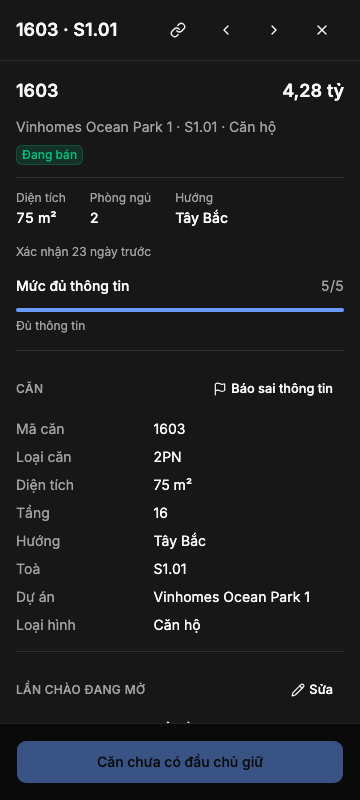 1603 · S1.01
1603
4,28 tỷ
Vinhomes Ocean Park 1 · S1.01 · Căn hộ
Đang bán
Diện tích Phòng ngủ Hướng
75 m² 2 Tây Bắc
Xác nhận 23 ngày trước
Mức đủ thông tin 5/5
Đủ thông tin
CĂN Báo sai thông tin
Mã căn 1603
Loại căn 2PN
Diện tích 75 m²
Tầng 16
Hướng Tây Bắc
Toà S1.01
Dự án Vinhomes Ocean Park 1
Loại hình Căn hộ
LẦN CHÀO ĐANG MỞ Sửa
Căn chưa có đầu chủ giữ